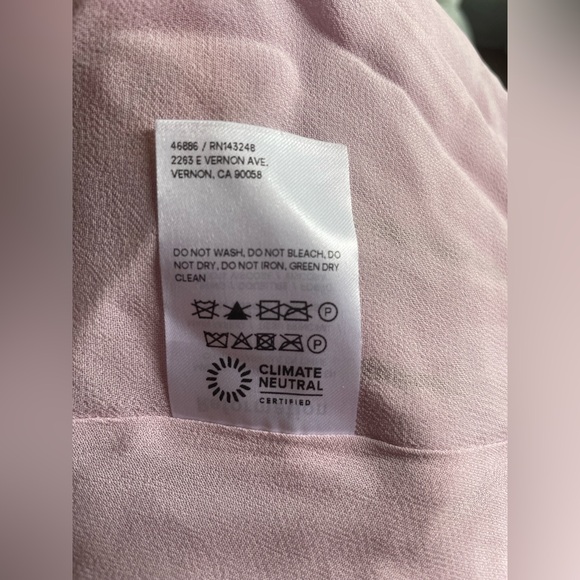 46886 / RN143248
2263 E VERNON AVE.
VERNON, CA 90058
DO NOT WASH, DO NOT BLEACH, DO
NOT DRY, DO NOT IRON, GREEN DRY
CLEAN
P
P
CLIMATE
NEUTRAL
CERTIFIED